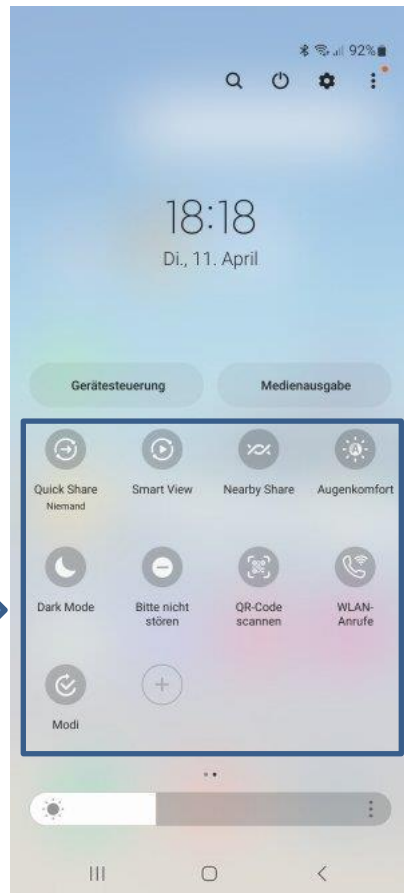 92%
18:18
Di., 11. April
Gerätesteuerung Medienausgabe
Quick Share Smart View Nearby Share Augenkomfort
Niemand
Dark Mode Bitte nicht QR-Code WLAN-
stören scannen Anrufe
Modi